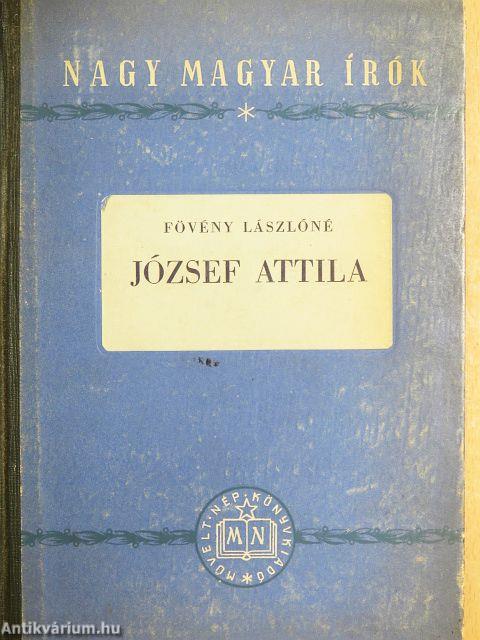 NAGY MAGYAR ÍRÓK
FÖVÉNY LÁSZLÓNÉ
JÓZSEF ATTILA
MŰVELT · NÉP · KÖNYVKIADÓ
MN
Antikvárium.hu